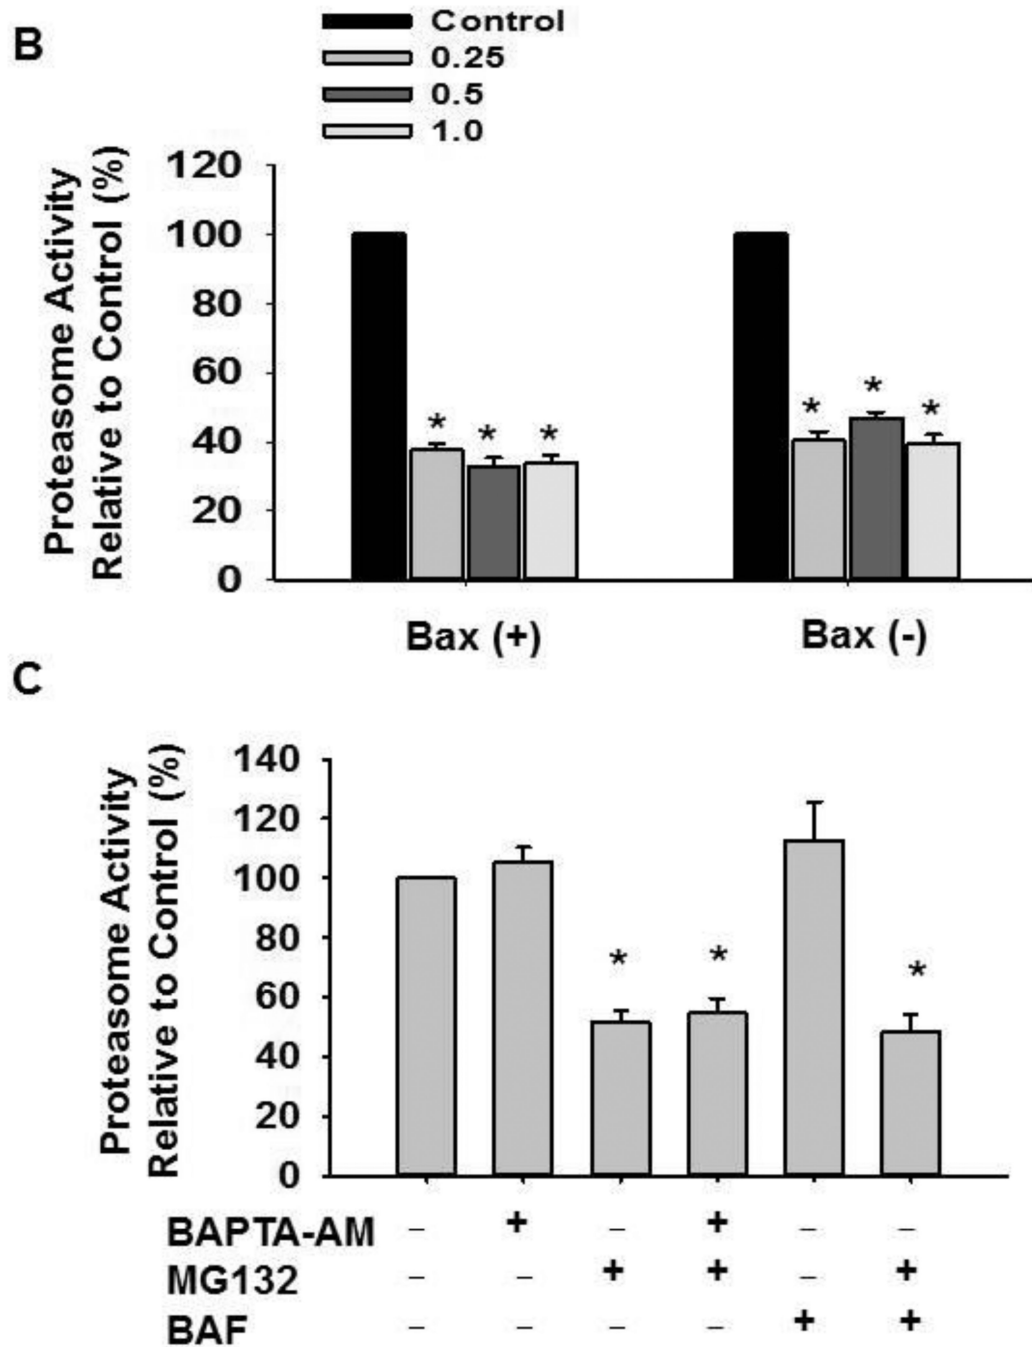 B
Control
0.25
0.5
1.0
Proteasome Activity
Relative to Control (%)
120
100
80
60
40
20
0
* * *
* * *
Bax (+) Bax (-)
C
Proteasome Activity
Relative to Control (%)
140
120
100
80
60
40
20
0
* * *
BAPTA-AM – + – + – –
MG132 – – + + – +
BAF – – – – + +